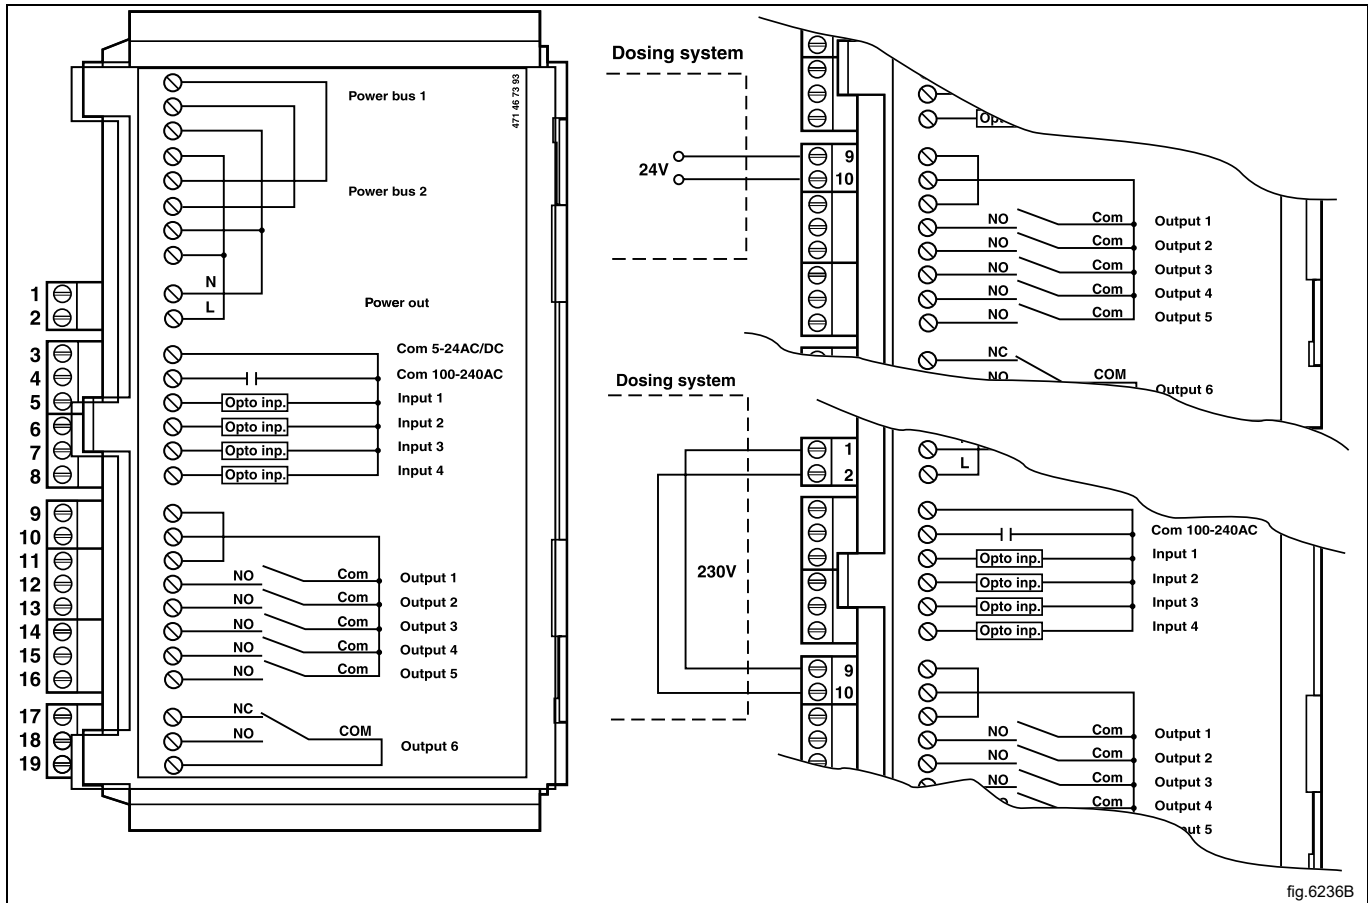 471 46 73 93
Power bus 1
Power bus 2
N
L
Power out
1
2
3
4
5
6
7
8
Com 5-24AC/DC
Com 100-240AC
Opto inp.
Input 1
Opto inp.
Input 2
Opto inp.
Input 3
Opto inp.
Input 4
9
10
11
12
13
14
15
16
NO
Com
Output 1
NO
Com
Output 2
NO
Com
Output 3
NO
Com
Output 4
NO
Com
Output 5
17
18
19
NC
NO
COM
Output 6
Dosing system
24V
9
10
NO
Com
Output 1
NO
Com
Output 2
NO
Com
Output 3
NO
Com
Output 4
NO
Com
Output 5
NC
NO
COM
Output 6
Dosing system
230V
1
2
L
Com 100-240AC
Opto inp.
Input 1
Opto inp.
Input 2
Opto inp.
Input 3
Opto inp.
Input 4
9
10
NO
Com
Output 1
NO
Com
Output 2
NO
Com
Output 3
Com
Output 4
fig.6236B